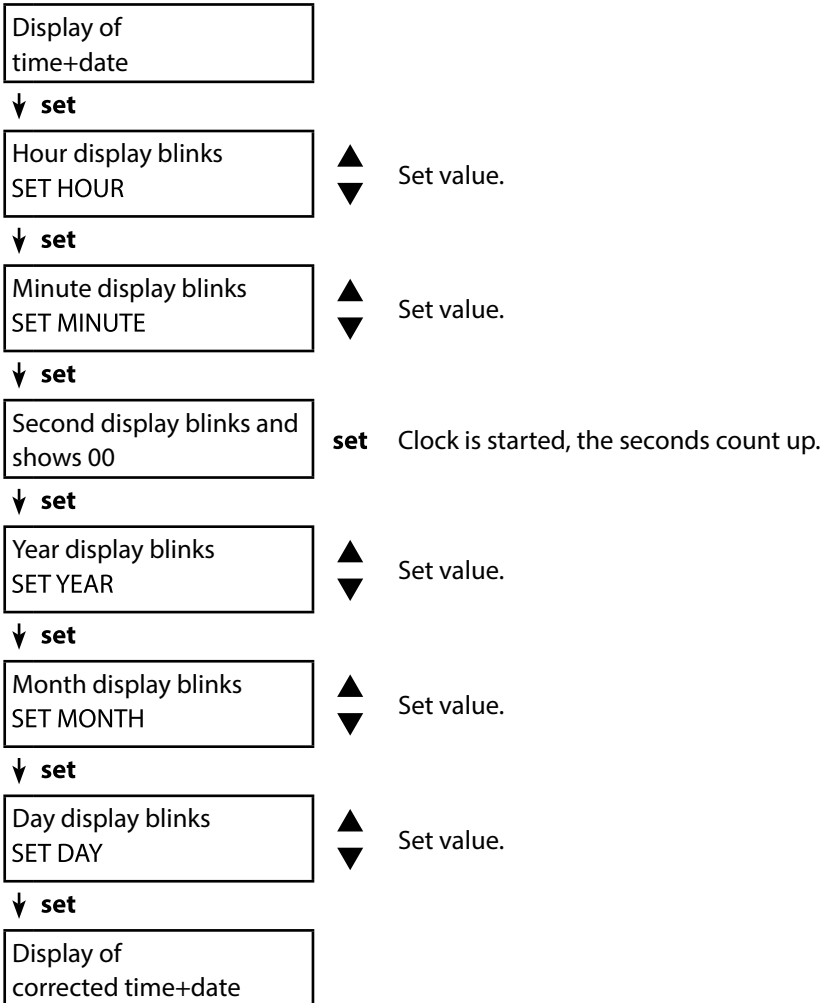 Display of
time+date
set
Hour display blinks
SET HOUR
Set value.
set
Minute display blinks
SET MINUTE
Set value.
set
Second display blinks and
shows 00
set Clock is started, the seconds count up.
set
Year display blinks
SET YEAR
Set value.
set
Month display blinks
SET MONTH
Set value.
set
Day display blinks
SET DAY
Set value.
set
Display of
corrected time+date